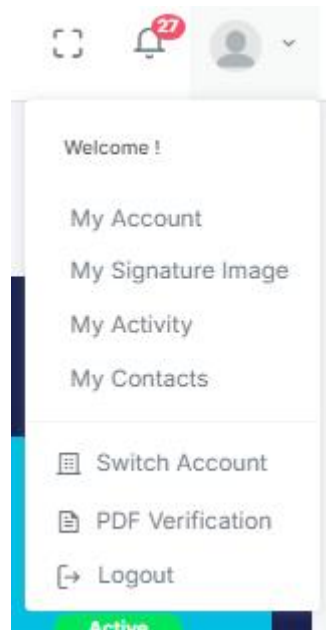 27
Welcome !
My Account
My Signature Image
My Activity
My Contacts
Switch Account
PDF Verification
Logout
Active